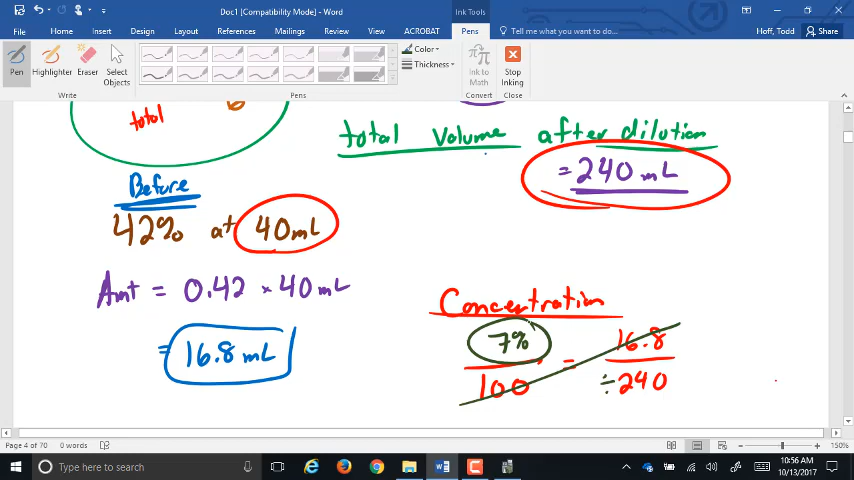 Doc1 [Compatibility Mode] - Word
Ink Tools
Hoff, Todd
File Home Insert Design Layout References Mailings Review View ACROBAT Pens Tell me what you want to do... Share
Pen Highlighter Eraser Select Objects
Color
Thickness
Ink to Math
Stop Inking
Write Pens Convert Close
total 6
total Volume after dilution
= 240 mL
Before
42% at 40mL
Amt = 0.42 × 40 mL
= 16.8 mL
Concentration
7% = 16.8
100 ÷ 240
Page 4 of 70 0 words 150%
Type here to search
10:56 AM
10/13/2017